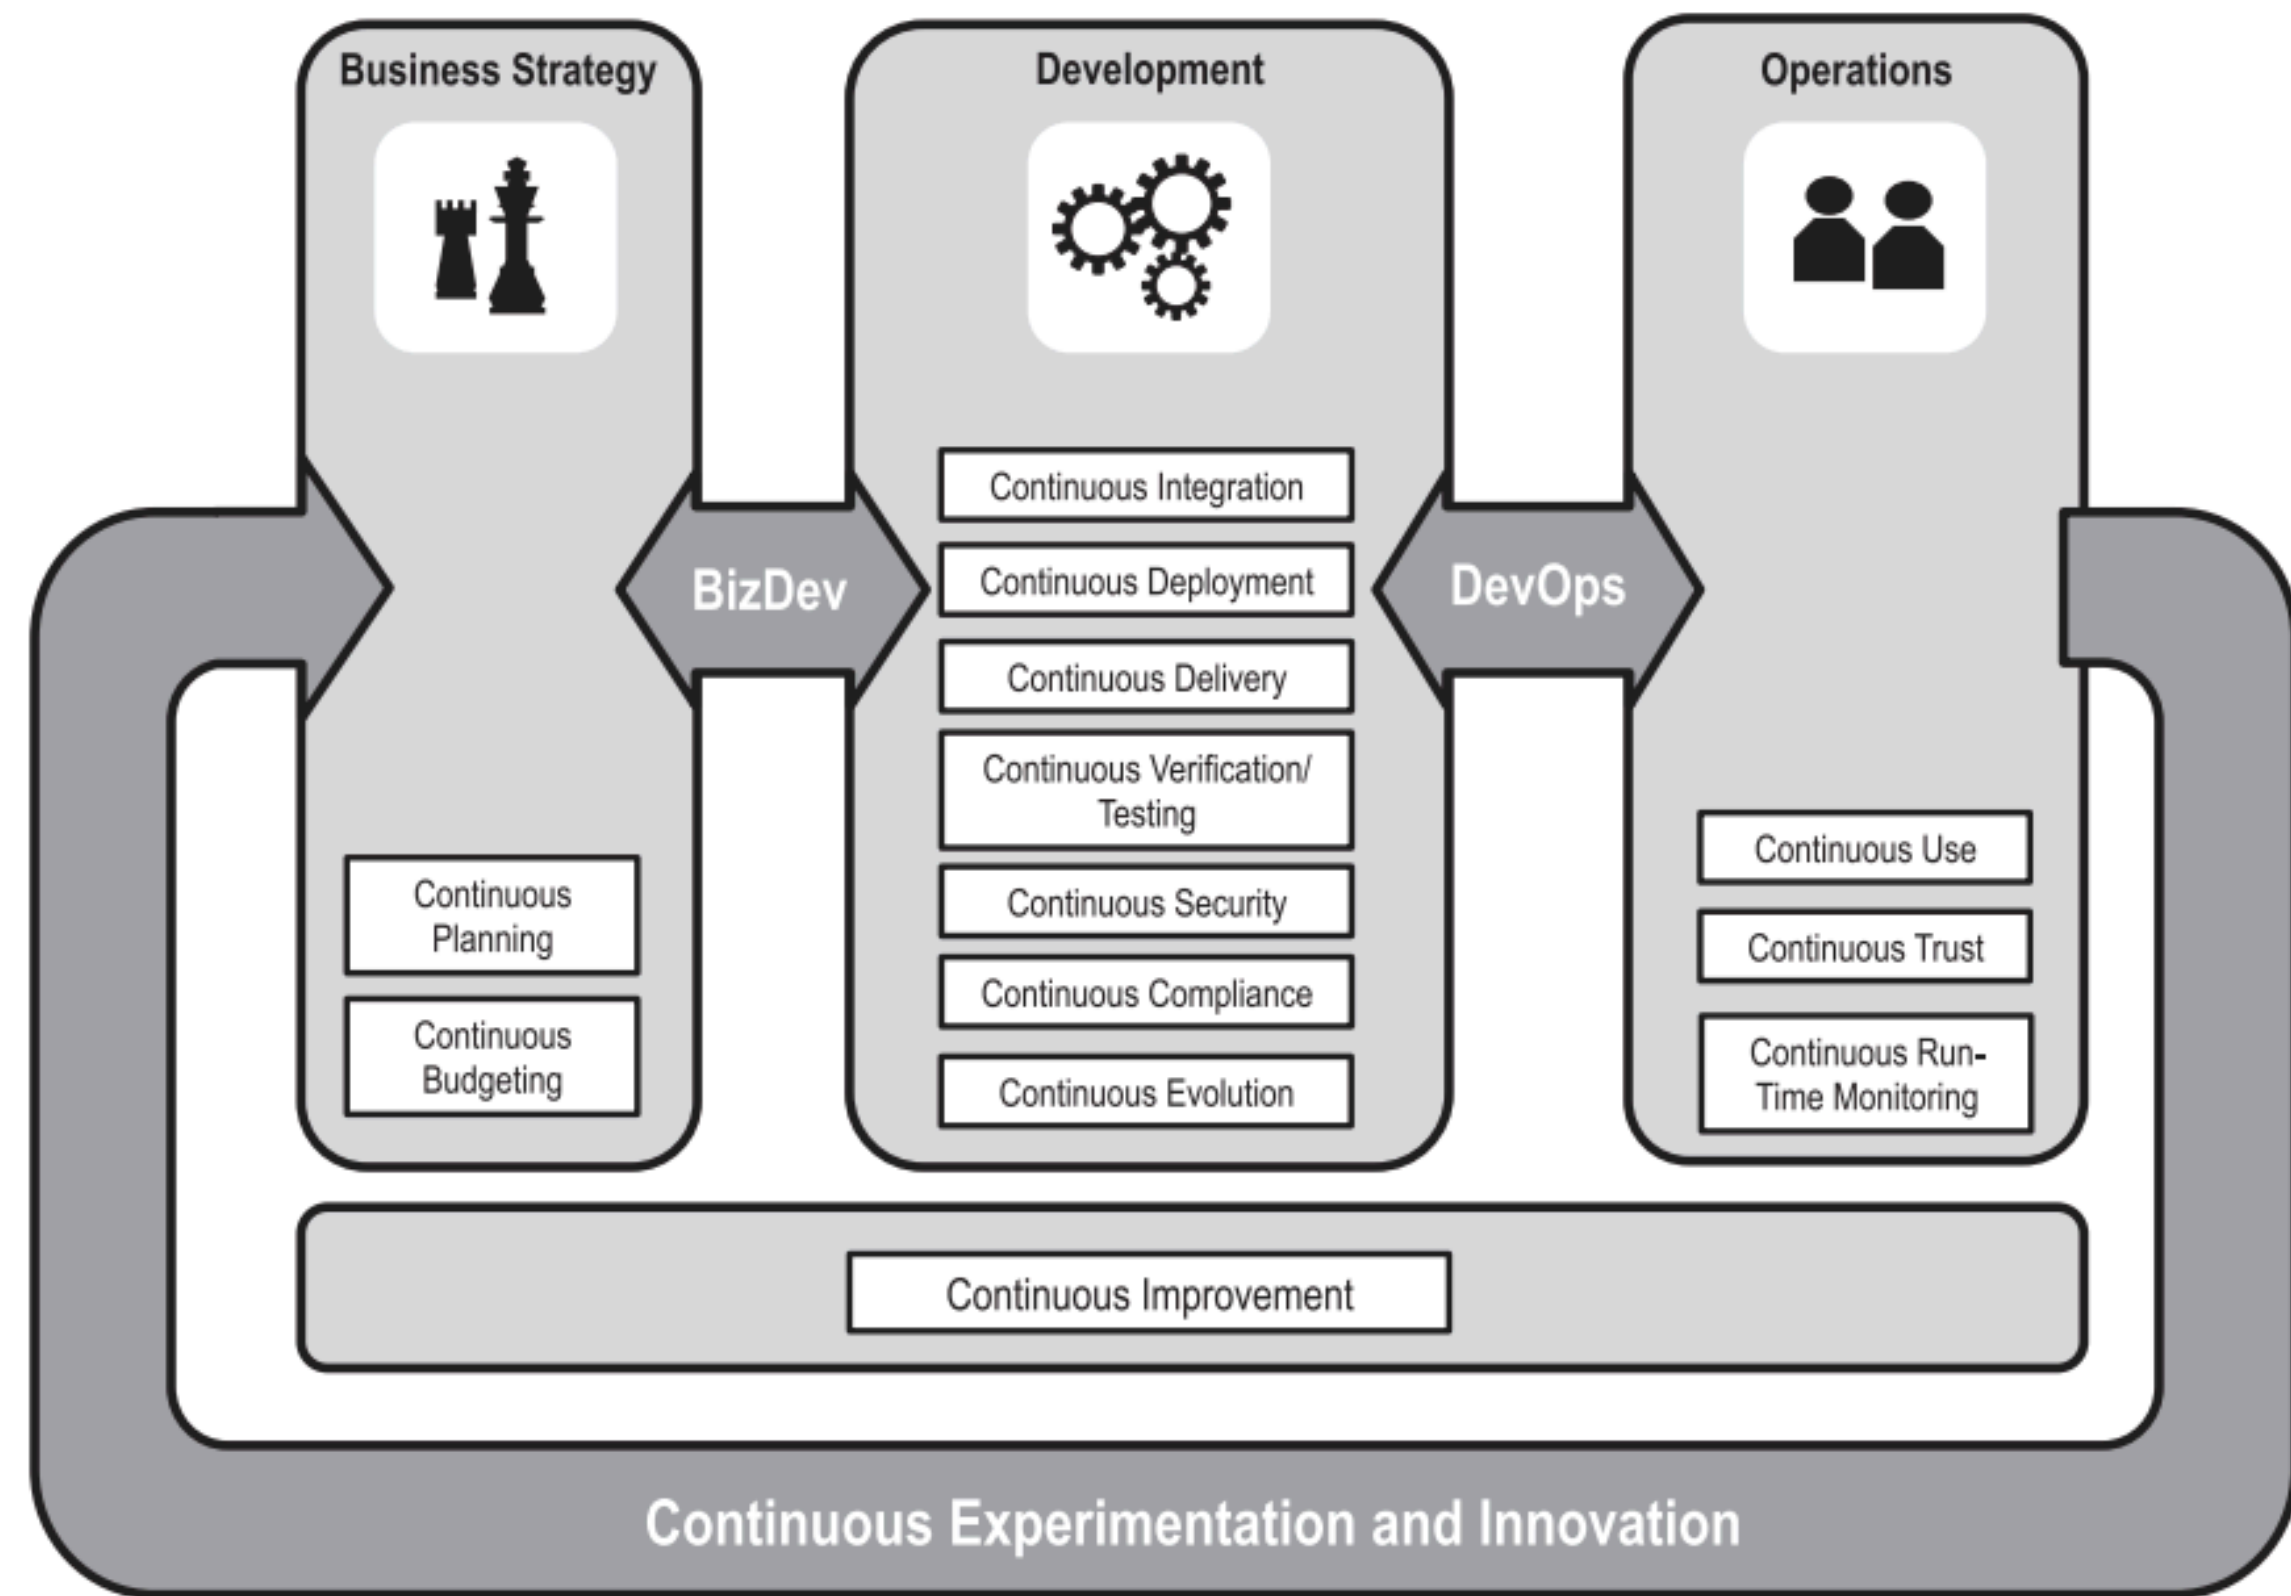 Business Strategy
Development
Operations
BizDev
DevOps
Continuous
Planning
Continuous
Budgeting
Continuous Integration
Continuous Deployment
Continuous Delivery
Continuous Verification/
Testing
Continuous Security
Continuous Compliance
Continuous Evolution
Continuous Use
Continuous Trust
Continuous Run-
Time Monitoring
Continuous Improvement
Continuous Experimentation and Innovation